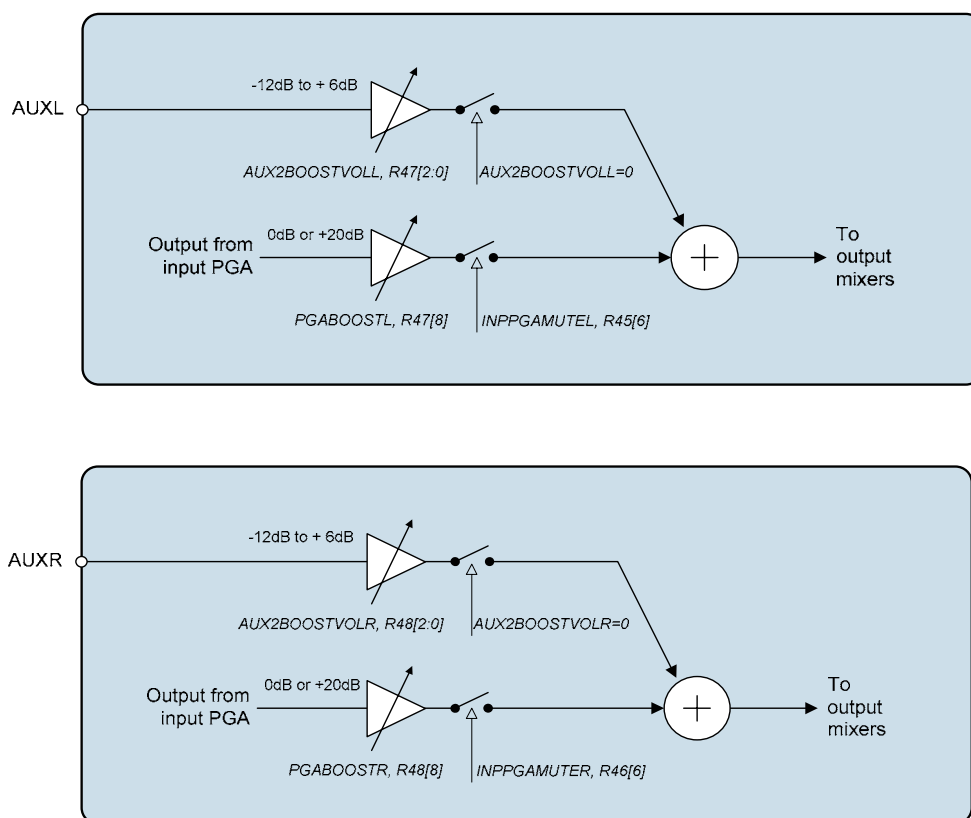 -12dB to + 6dB
AUXL
AUX2BOOSTVOLL, R47[2:0]
AUX2BOOSTVOLL=0
0dB or +20dB
Output from
input PGA
To
output
mixers
PGABOOSTL, R47[8]
INPPGAMUTEL, R45[6]
-12dB to + 6dB
AUXR
AUX2BOOSTVOLR, R48[2:0]
AUX2BOOSTVOLR=0
0dB or +20dB
Output from
input PGA
To
output
mixers
PGABOOSTR, R48[8]
INPPGAMUTER, R46[6]